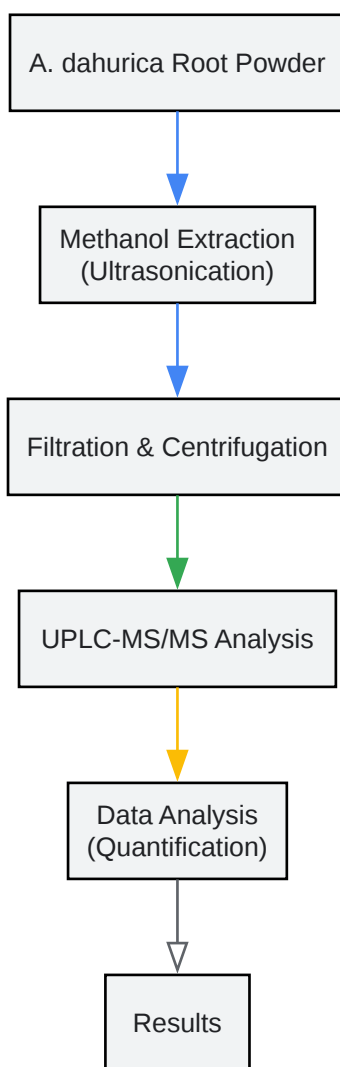 A. dahurica Root Powder
Methanol Extraction
(Ultrasonication)
Filtration & Centrifugation
UPLC-MS/MS Analysis
Data Analysis
(Quantification)
Results